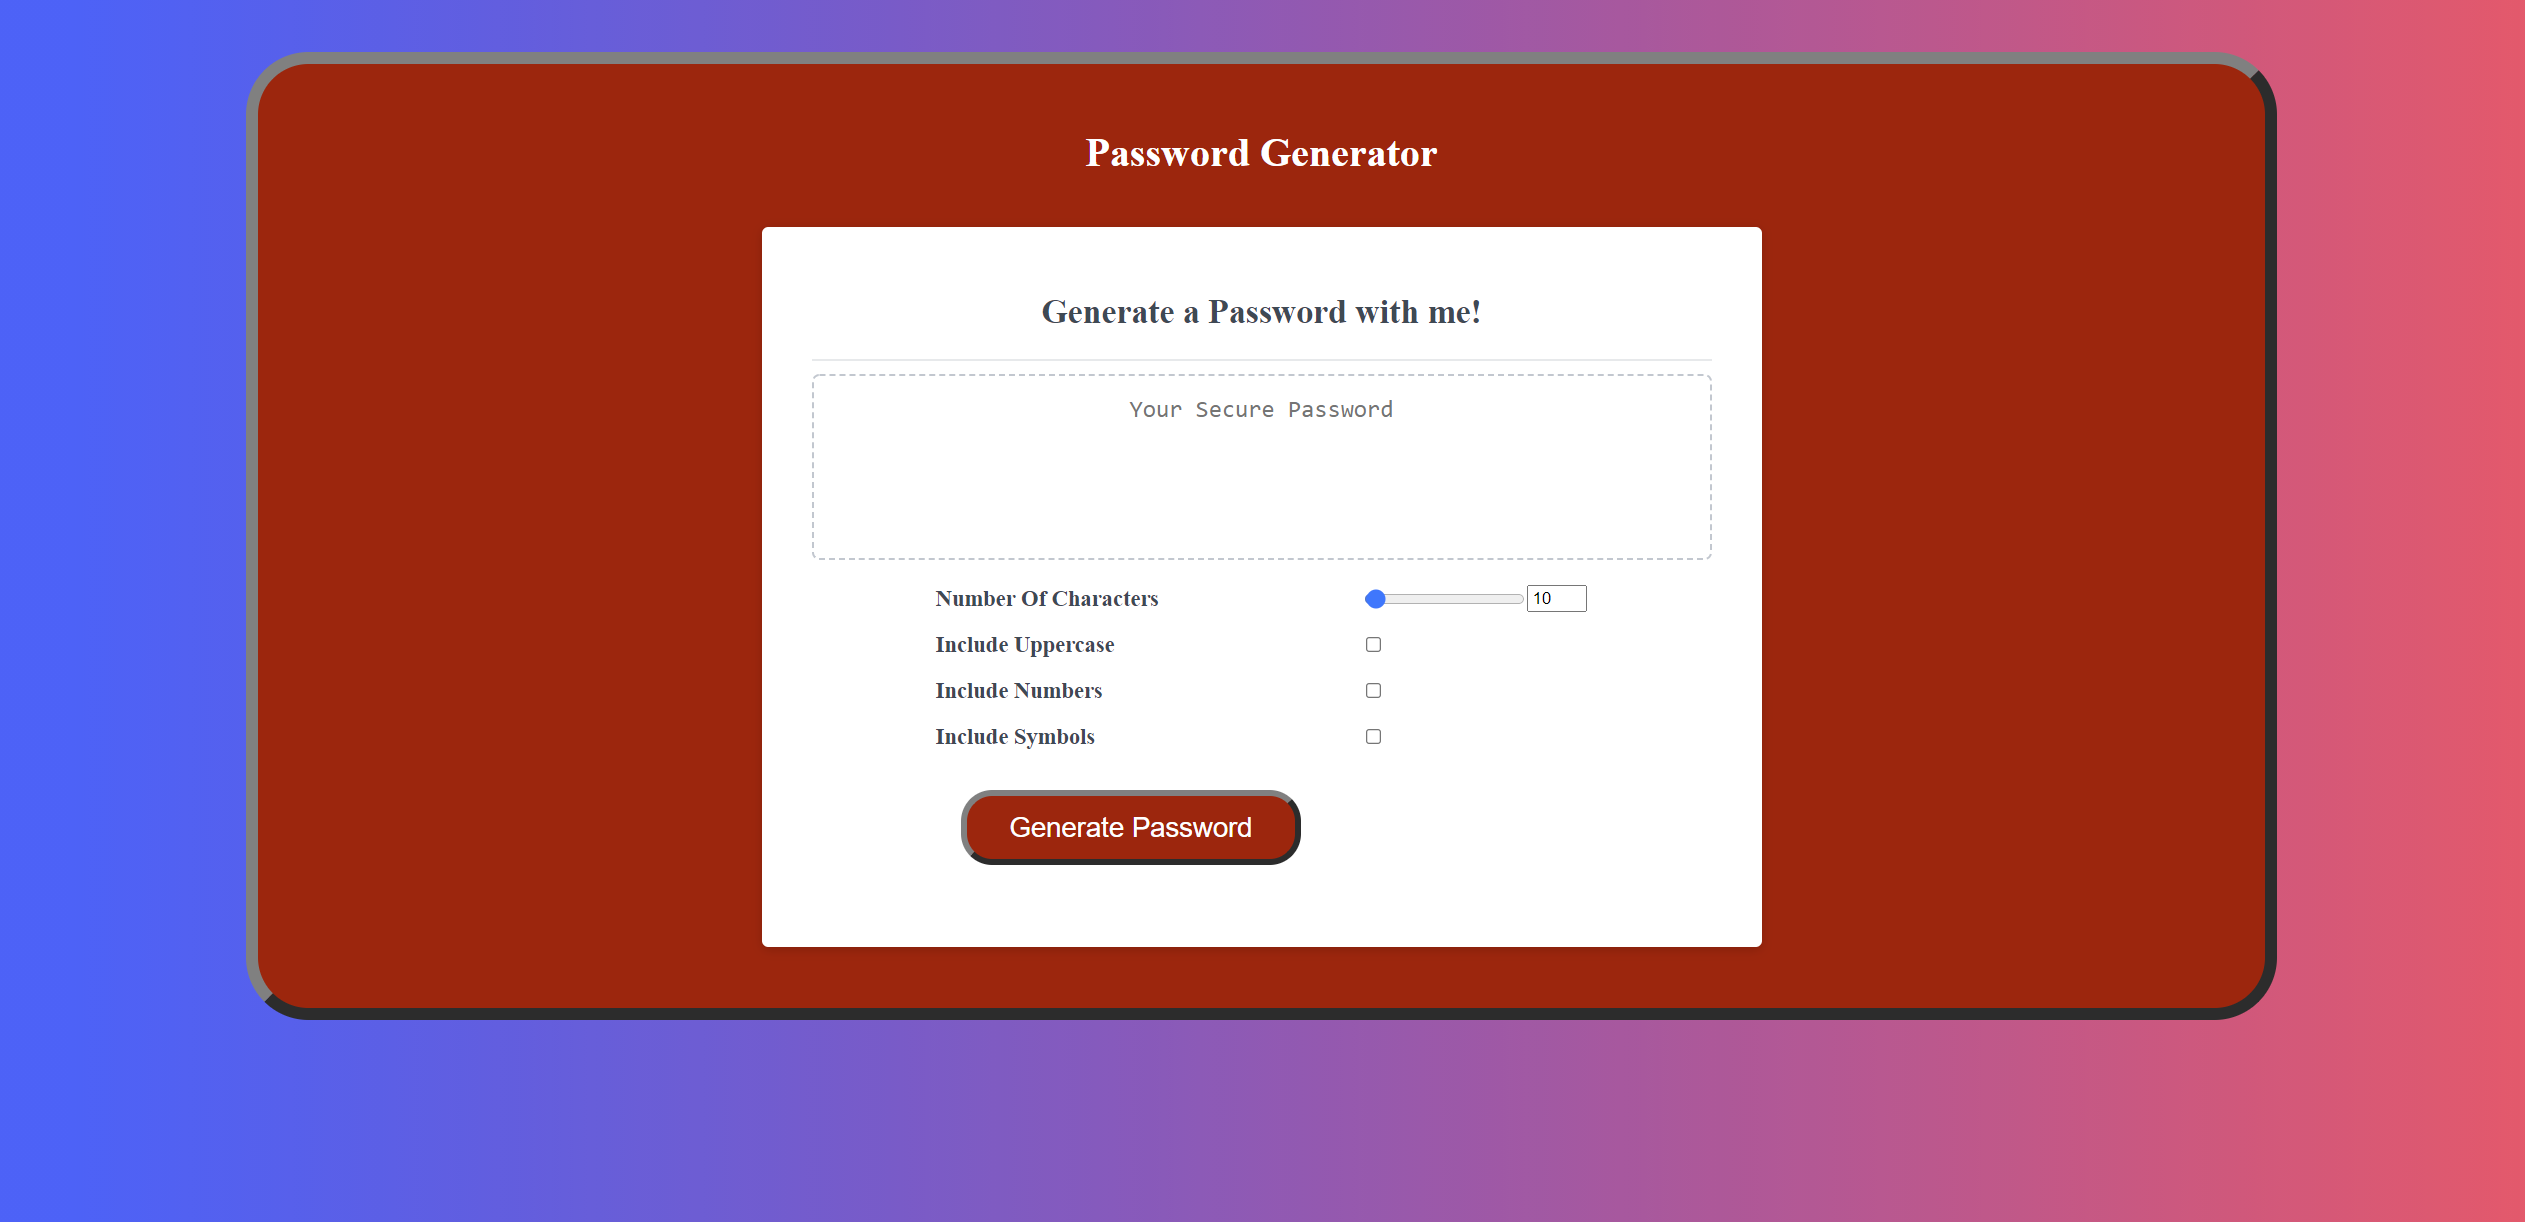 Password Generator
Generate a Password with me!
Your Secure Password
Number Of Characters 10
Include Uppercase
Include Numbers
Include Symbols
Generate Password